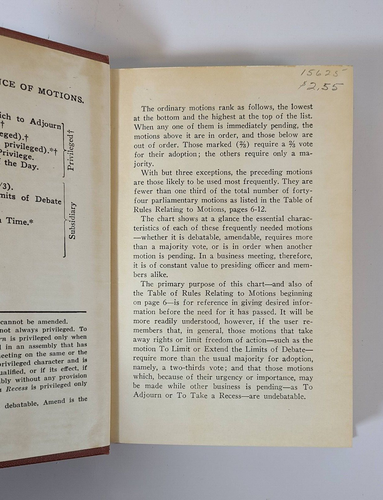 NCE OF MOTIONS.
ich to Adjourn
†
eged).†
privileged).*†
Privilege.
f the Day.
Privileged†
/3).
imits of Debate
n Time.*
Subsidiary
cannot be amended.
not always privileged. To
rn is privileged only when
l in an assembly that has
meeting on the same or the
privileged character and is
ualified, or if its effect, if
bly without any provision
a Recess is privileged only
debatable. Amend is the
15625
$2.55
The ordinary motions rank as follows, the lowest
at the bottom and the highest at the top of the list.
When any one of them is immediately pending, the
motions above it are in order, and those below are
out of order. Those marked (⅔) require a ⅔ vote
for their adoption; the others require only a ma-
jority.
With but three exceptions, the preceding motions
are those likely to be used most frequently. They are
fewer than one third of the total number of forty-
four parliamentary motions as listed in the Table of
Rules Relating to Motions, pages 6-12.
The chart shows at a glance the essential charac-
teristics of each of these frequently needed motions
—whether it is debatable, amendable, requires more
than a majority vote, or is in order when another
motion is pending. In a business meeting, therefore,
it is of constant value to presiding officer and mem-
bers alike.
The primary purpose of this chart—and also of
the Table of Rules Relating to Motions beginning
on page 6—is for reference in giving desired infor-
mation before the need for it has passed. It will be
more readily understood, however, if the user re-
members that, in general, those motions that take
away rights or limit freedom of action—such as the
motion To Limit or Extend the Limits of Debate—
require more than the usual majority for adoption,
namely, a two-thirds vote; and that those motions
which, because of their urgency or importance, may
be made while other business is pending—as To
Adjourn or To Take a Recess—are undebatable.